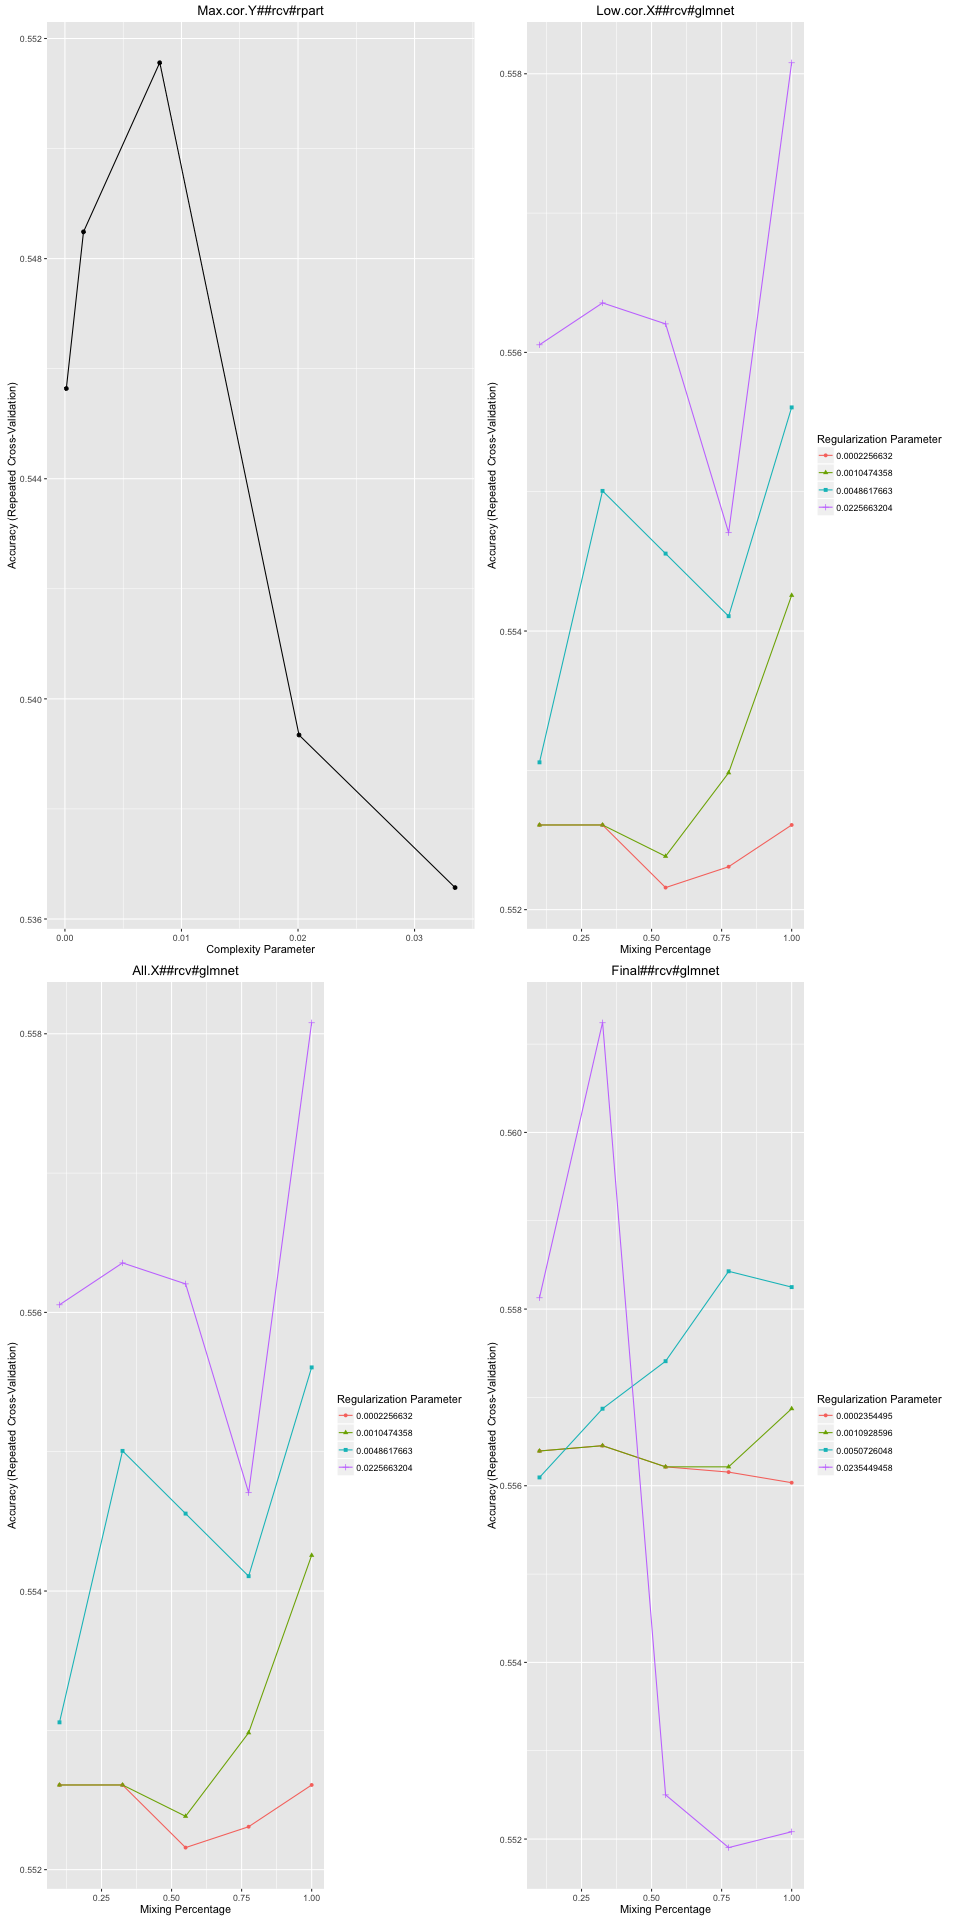 Max.cor.Y##rcv#rpart
0.552
0.548
0.544
0.540
0.536
Accuracy (Repeated Cross-Validation)
0.00 0.01 0.02 0.03
Complexity Parameter
Low.cor.X##rcv#glmnet
0.558
0.556
0.554
0.552
Accuracy (Repeated Cross-Validation)
0.25 0.50 0.75 1.00
Mixing Percentage
Regularization Parameter
0.0002256632
0.0010474358
0.0048617663
0.0225663204
All.X##rcv#glmnet
0.558
0.556
0.554
0.552
Accuracy (Repeated Cross-Validation)
0.25 0.50 0.75 1.00
Mixing Percentage
Regularization Parameter
0.0002256632
0.0010474358
0.0048617663
0.0225663204
Final##rcv#glmnet
0.560
0.558
0.556
0.554
0.552
Accuracy (Repeated Cross-Validation)
0.25 0.50 0.75 1.00
Mixing Percentage
Regularization Parameter
0.0002354495
0.0010928596
0.0050726048
0.0235449458